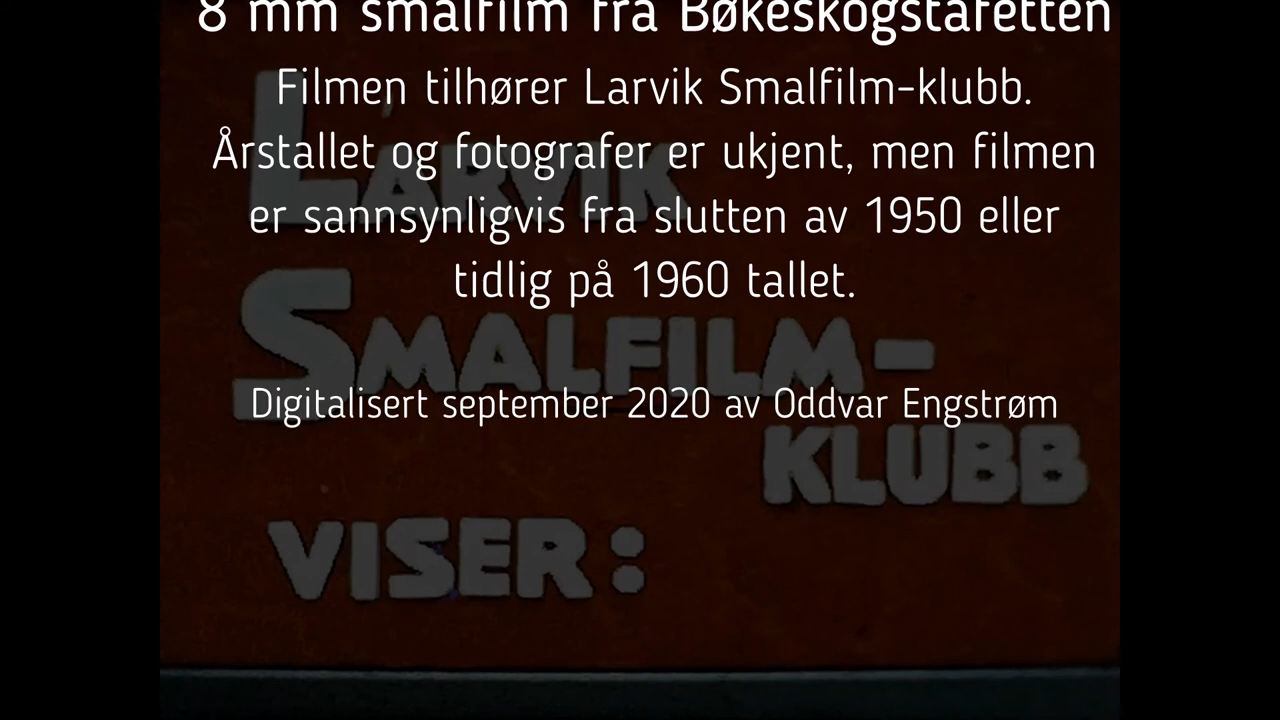 8 mm smalfilm fra Bøkeskogstafetten
Filmen tilhører Larvik Smalfilm-klubb.
Årstallet og fotografer er ukjent, men filmen
er sannsynligvis fra slutten av 1950 eller
tidlig på 1960 tallet.
Digitalisert september 2020 av Oddvar Engstrøm
LARVIK
SMALFILM-
KLUBB
VISER: